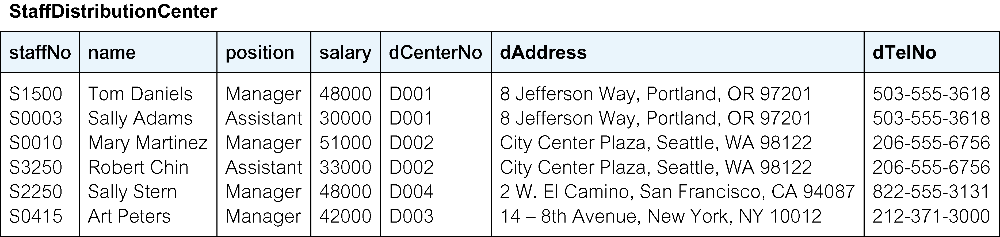 StaffDistributionCenter
staffNo name position salary dCenterNo dAddress dTelNo
S1500 Tom Daniels Manager 48000 D001 8 Jefferson Way, Portland, OR 97201 503-555-3618
S0003 Sally Adams Assistant 30000 D001 8 Jefferson Way, Portland, OR 97201 503-555-3618
S0010 Mary Martinez Manager 51000 D002 City Center Plaza, Seattle, WA 98122 206-555-6756
S3250 Robert Chin Assistant 33000 D002 City Center Plaza, Seattle, WA 98122 206-555-6756
S2250 Sally Stern Manager 48000 D004 2 W. El Camino, San Francisco, CA 94087 822-555-3131
S0415 Art Peters Manager 42000 D003 14 – 8th Avenue, New York, NY 10012 212-371-3000